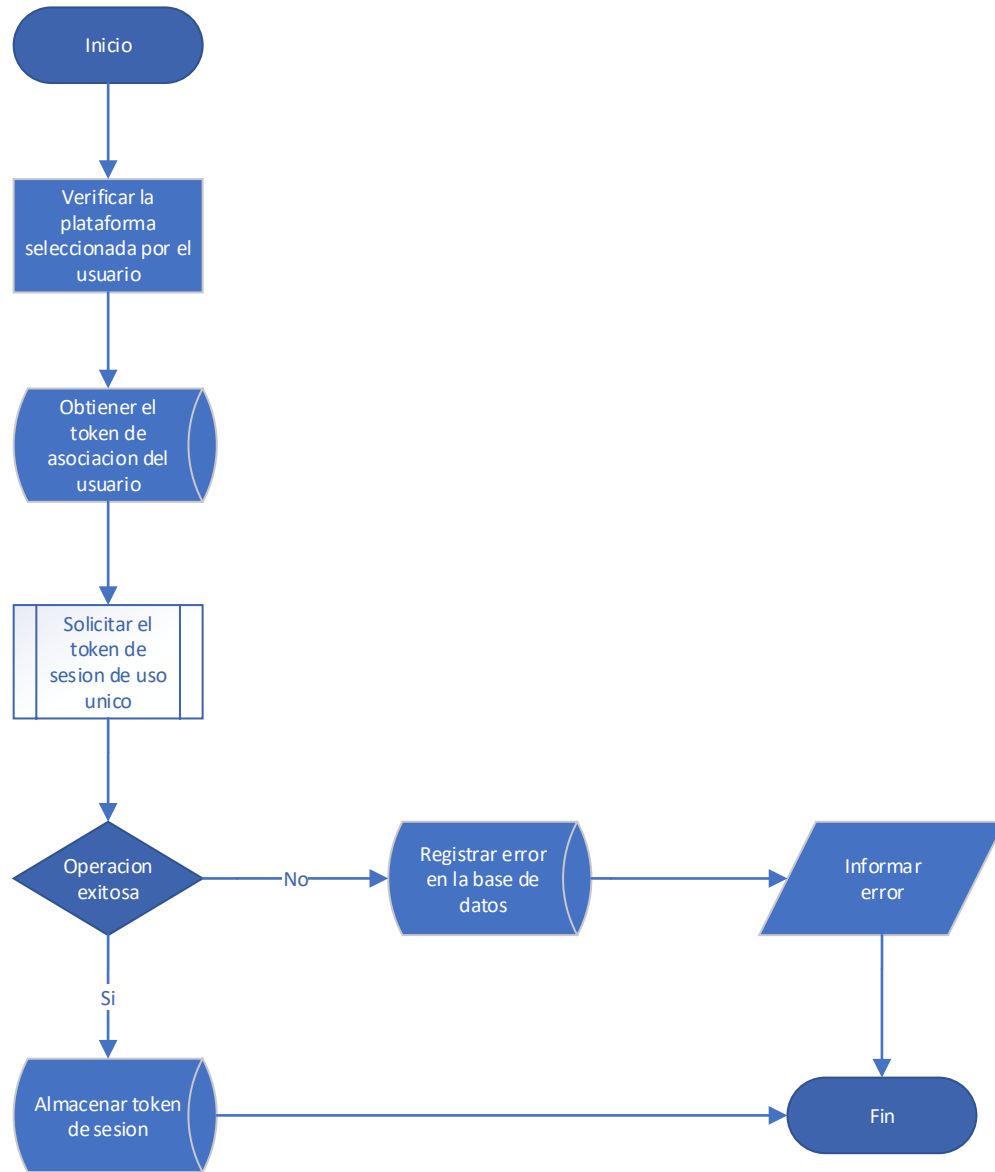 Inicio
Verificar la
plataforma
seleccionada por el
usuario
Obtiener el
token de
asociacion del
usuario
Solicitar el
token de
sesion de uso
unico
Operacion
exitosa
No
Registrar error
en la base de
datos
Informar
error
Si
Almacenar token
de sesion
Fin